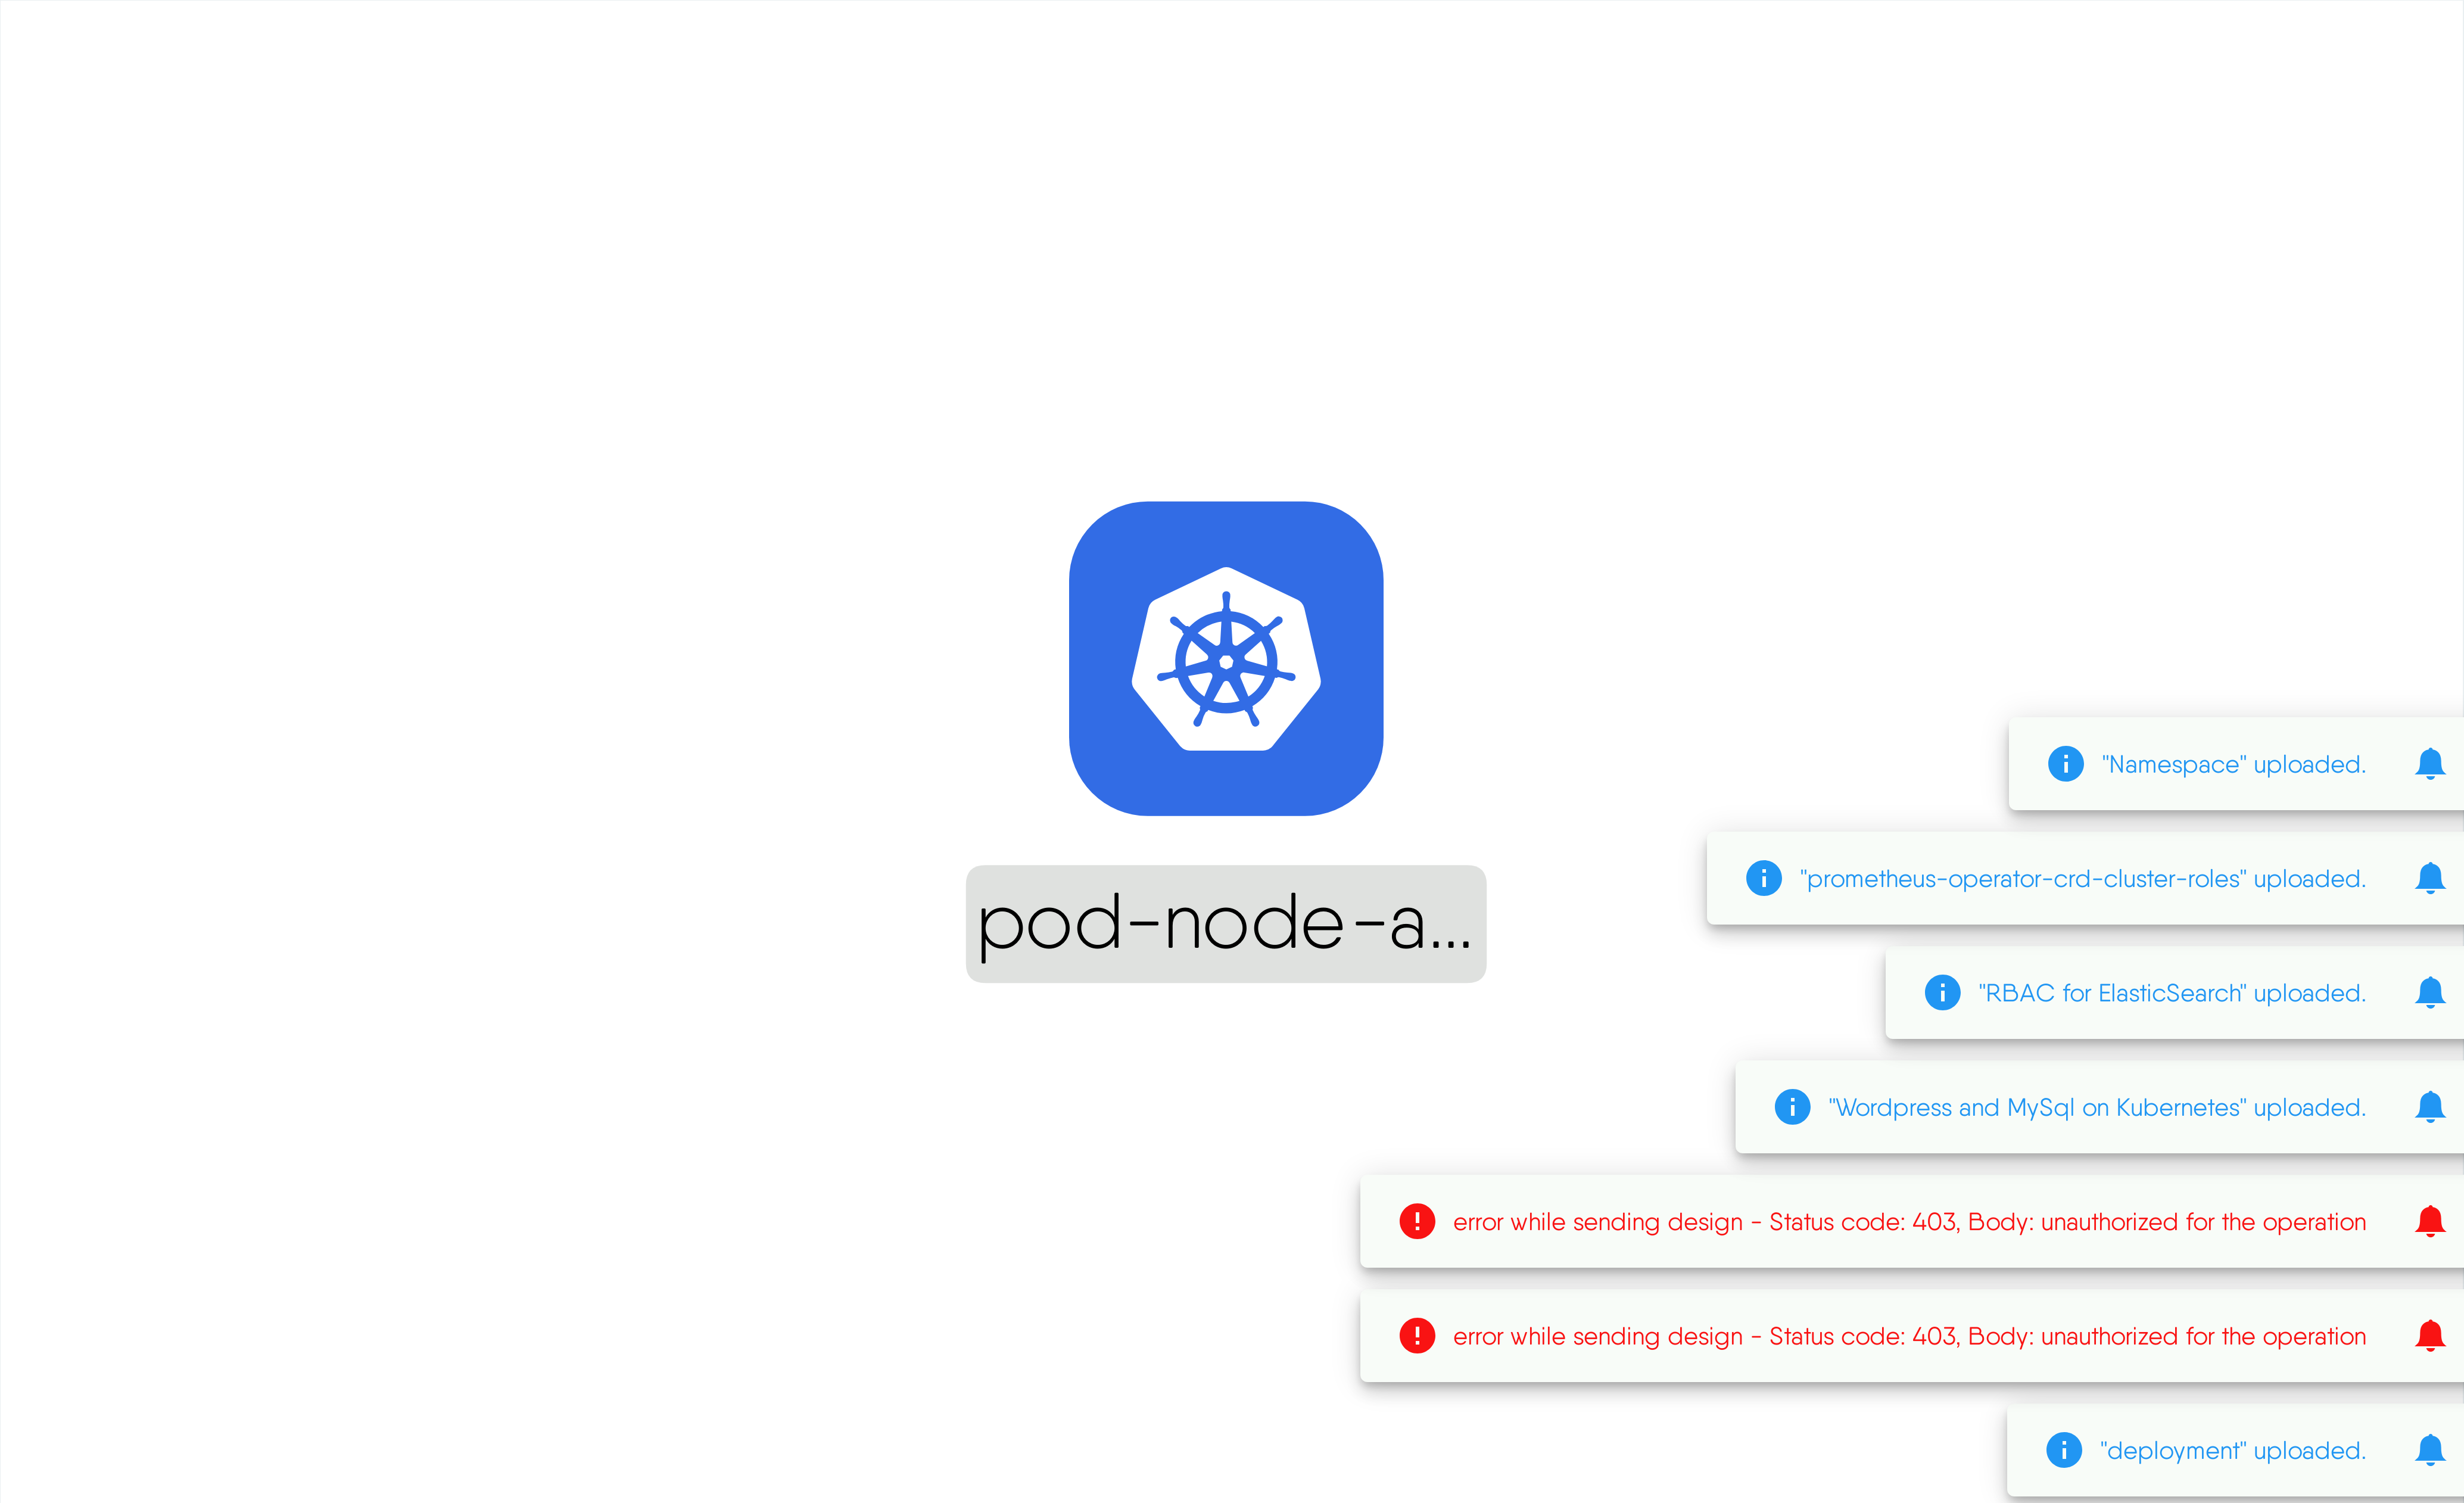 pod-node-a...
"Namespace" uploaded.
"prometheus-operator-crd-cluster-roles" uploaded.
"RBAC for ElasticSearch" uploaded.
"Wordpress and MySql on Kubernetes" uploaded.
error while sending design - Status code: 403, Body: unauthorized for the operation
error while sending design - Status code: 403, Body: unauthorized for the operation
"deployment" uploaded.